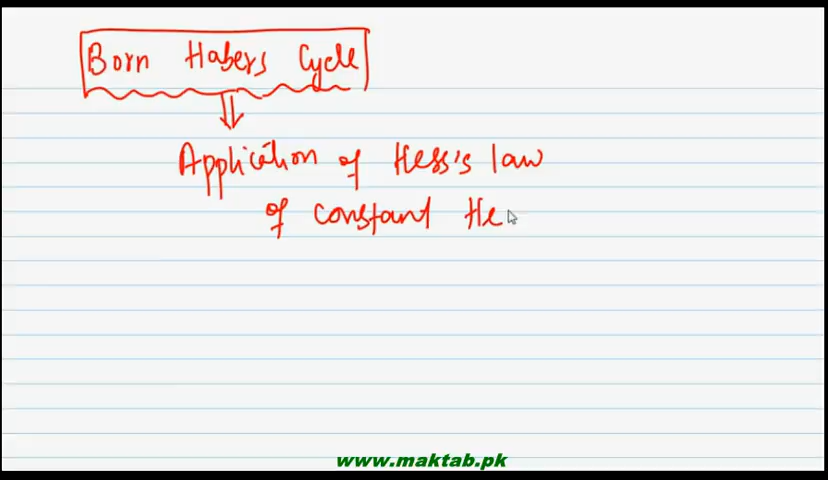 Born Habers Cycle
Application of Hess's law
of constant He
www.maktab.pk